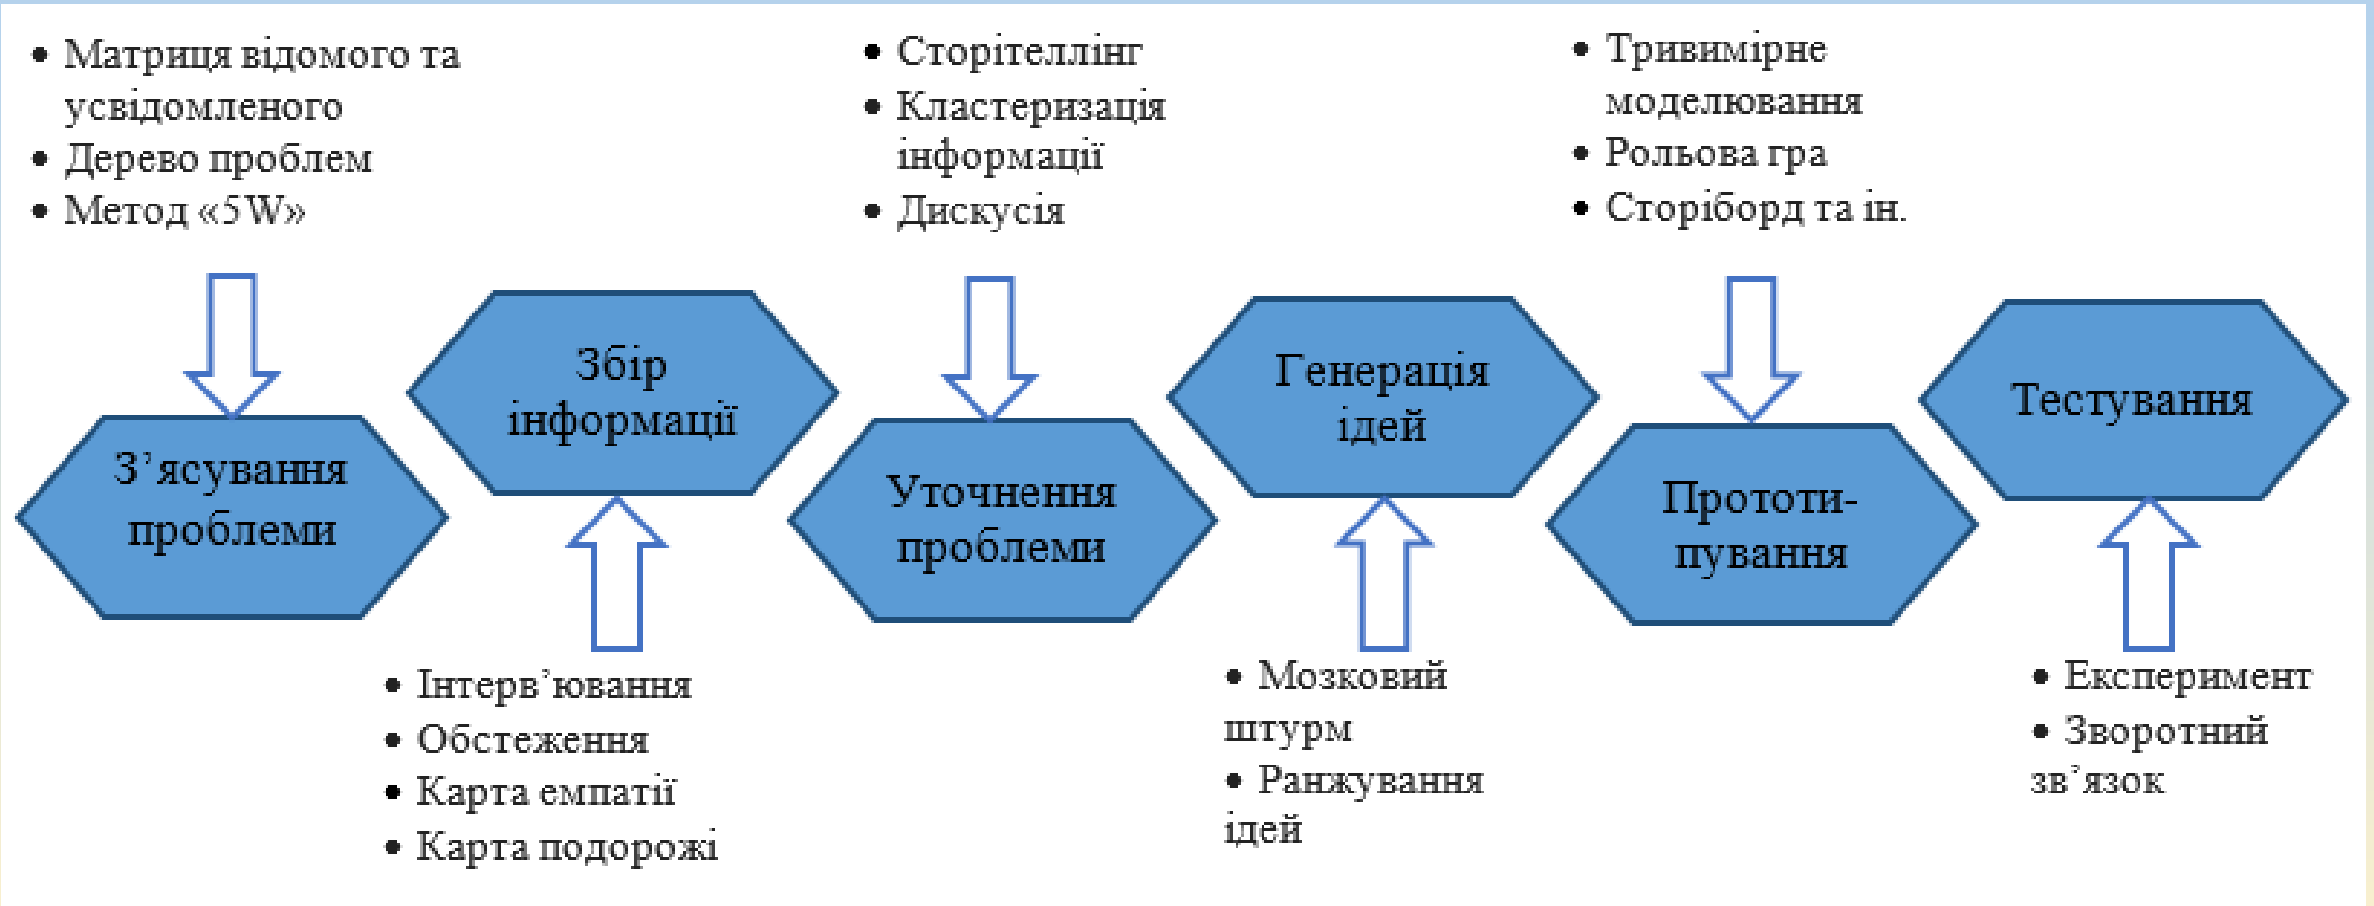 • Матриця відомого та
усвідомленого
• Дерево проблем
• Метод «5W»
• Сторітеллінг
• Кластеризація
інформації
• Дискусія
• Тривимірне
моделювання
• Рольова гра
• Сторіборд та ін.
З’ясування
проблеми
Збір
інформації
Уточнення
проблеми
Генерація
ідей
Прототи-
пування
Тестування
• Інтерв’ювання
• Обстеження
• Карта емпатії
• Карта подорожі
• Мозковий
штурм
• Ранжування
ідей
• Експеримент
• Зворотний
зв’язок